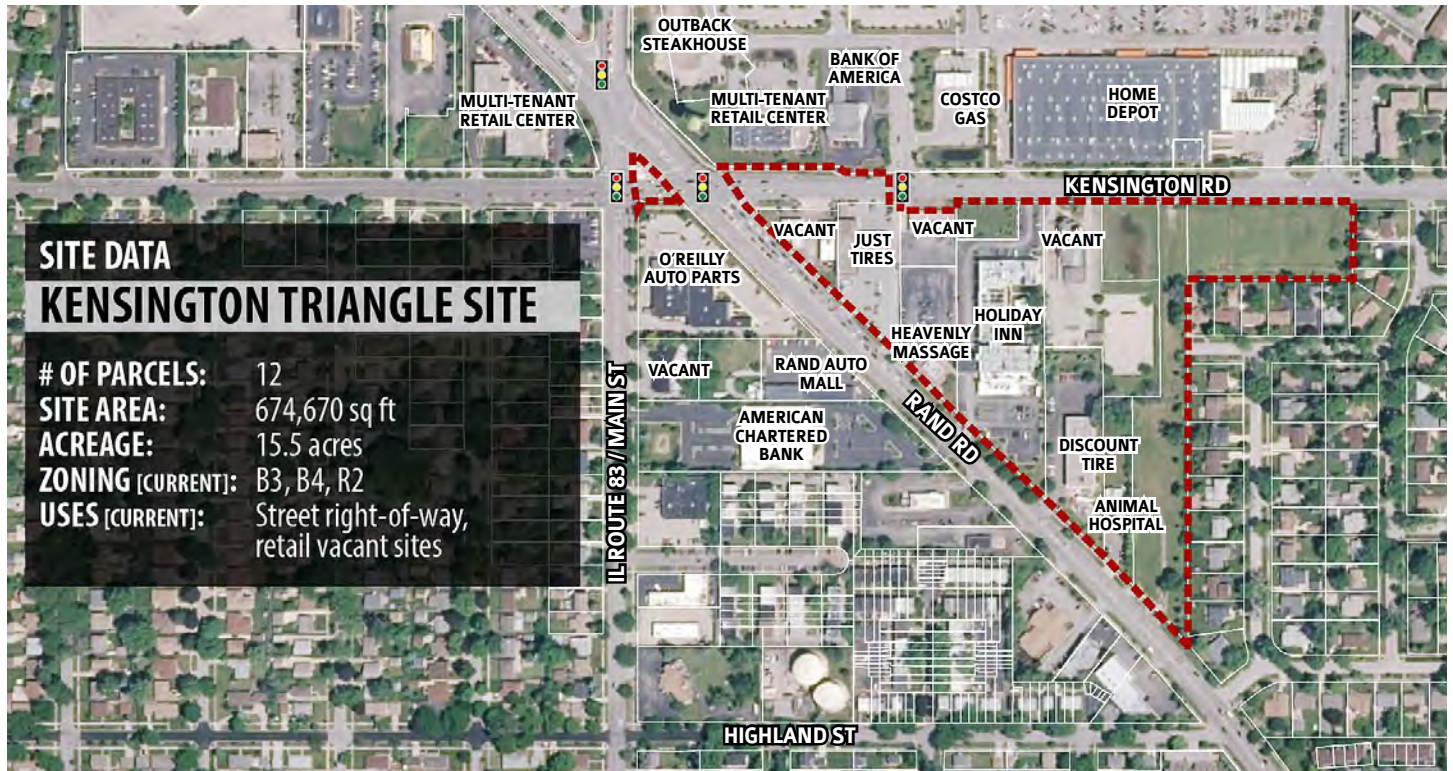 OUTBACK
STEAKHOUSE
BANK OF
AMERICA
MULTI-TENANT
RETAIL CENTER
MULTI-TENANT
RETAIL CENTER
COSTCO
GAS
HOME
DEPOT
KENSINGTON RD
SITE DATA
KENSINGTON TRIANGLE SITE
# OF PARCELS: 12
SITE AREA: 674,670 sq ft
ACREAGE: 15.5 acres
ZONING [CURRENT]: B3, B4, R2
USES [CURRENT]: Street right-of-way,
retail vacant sites
VACANT
JUST
TIRES
VACANT
VACANT
O'REILLY
AUTO PARTS
HOLIDAY
INN
HEAVENLY
MASSAGE
VACANT
RAND AUTO
MALL
RAND RD
AMERICAN
CHARTERED
BANK
DISCOUNT
TIRE
ANIMAL
HOSPITAL
IL ROUTE 83 / MAIN ST
HIGHLAND ST